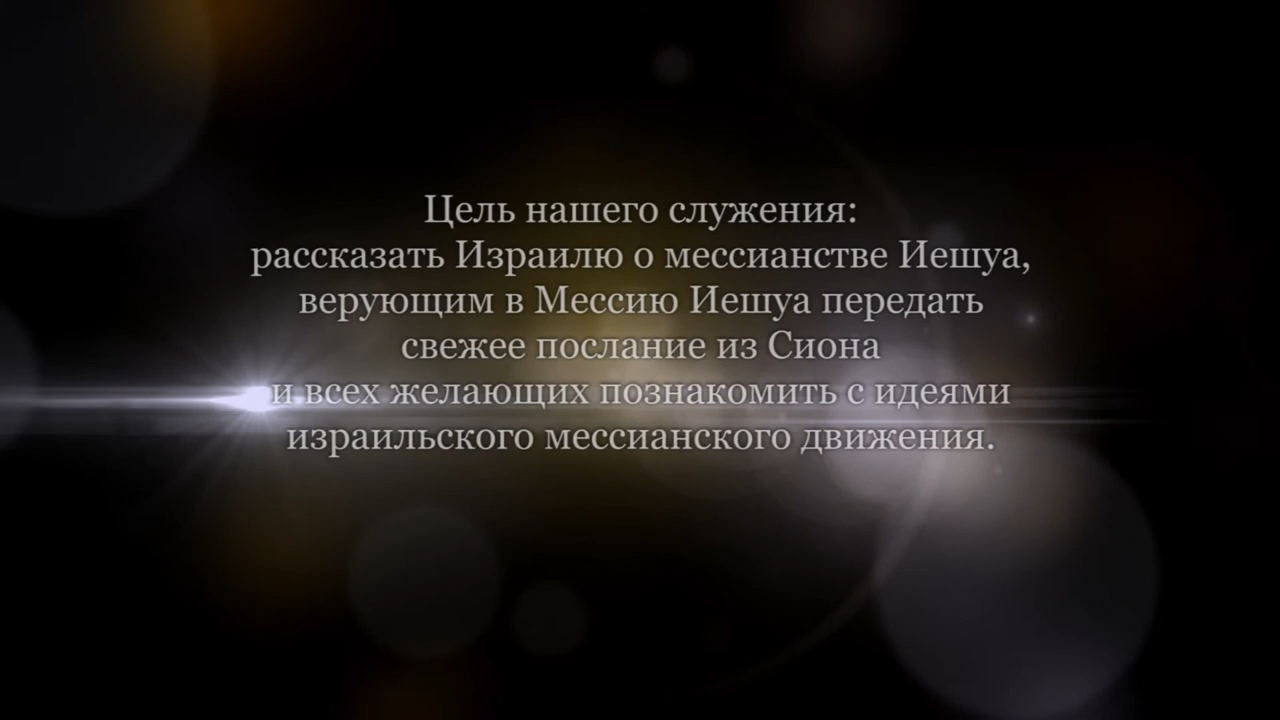 Цель нашего служения:
рассказать Израилю о мессианстве Иешуа,
верующим в Мессию Иешуа передать
свежее послание из Сиона
и всех желающих познакомить с идеями
израильского мессианского движения.